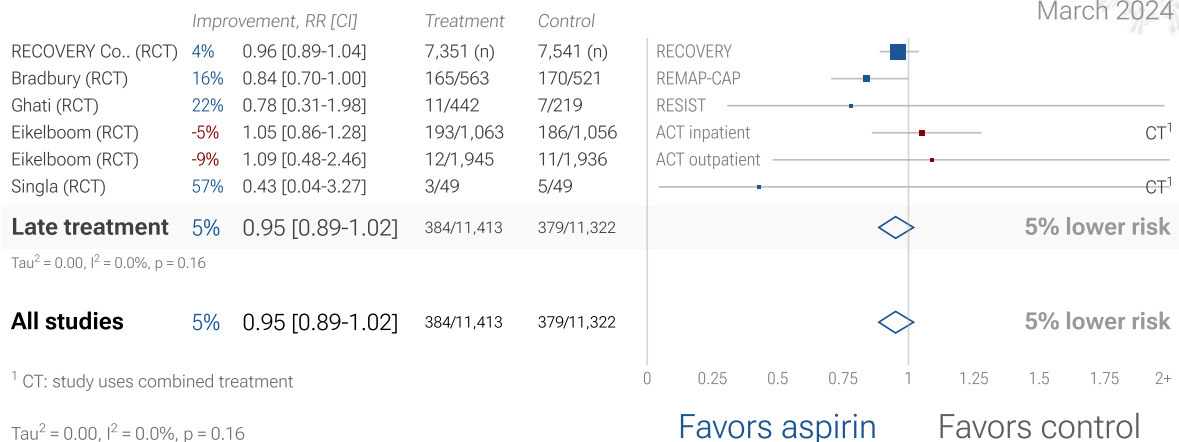 March 2024
Improvement, RR [CI] Treatment Control
RECOVERY Co.. (RCT) 4% 0.96 [0.89-1.04] 7,351 (n) 7,541 (n) RECOVERY
Bradbury (RCT) 16% 0.84 [0.70-1.00] 165/563 170/521 REMAP-CAP
Ghati (RCT) 22% 0.78 [0.31-1.98] 11/442 7/219 RESIST
Eikelboom (RCT) -5% 1.05 [0.86-1.28] 193/1,063 186/1,056 ACT inpatient CT¹
Eikelboom (RCT) -9% 1.09 [0.48-2.46] 12/1,945 11/1,936 ACT outpatient
Singla (RCT) 57% 0.43 [0.04-3.27] 3/49 5/49 CT¹
Late treatment 5% 0.95 [0.89-1.02] 384/11,413 379/11,322 5% lower risk
Tau² = 0.00, I² = 0.0%, p = 0.16
All studies 5% 0.95 [0.89-1.02] 384/11,413 379/11,322 5% lower risk
¹ CT: study uses combined treatment
0 0.25 0.5 0.75 1 1.25 1.5 1.75 2+
Tau² = 0.00, I² = 0.0%, p = 0.16
Favors aspirin Favors control